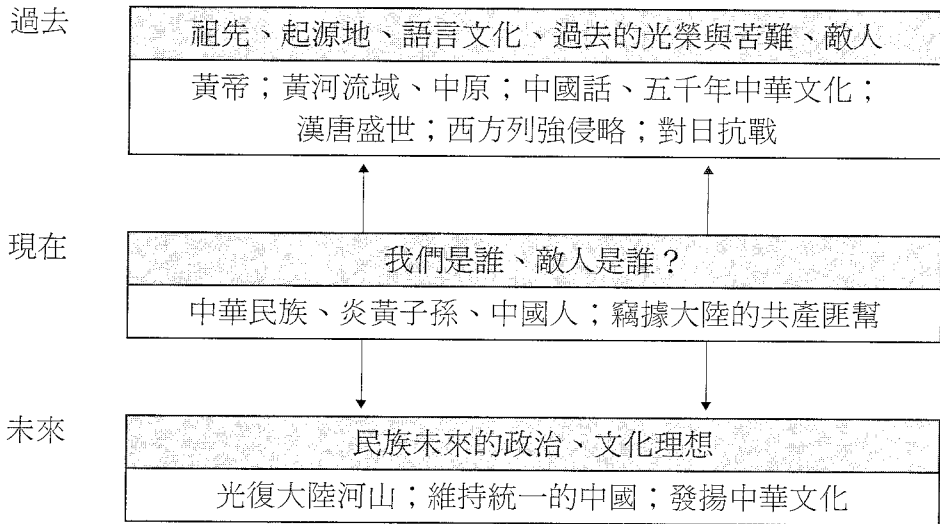 過去
祖先、起源地、語言文化、過去的光榮與苦難、敵人
黃帝；黃河流域、中原；中國話、五千年中華文化；
漢唐盛世；西方列強侵略；對日抗戰
現在
我們是誰、敵人是誰？
中華民族、炎黃子孫、中國人；竊據大陸的共產匪幫
未來
民族未來的政治、文化理想
光復大陸河山；維持統一的中國；發揚中華文化